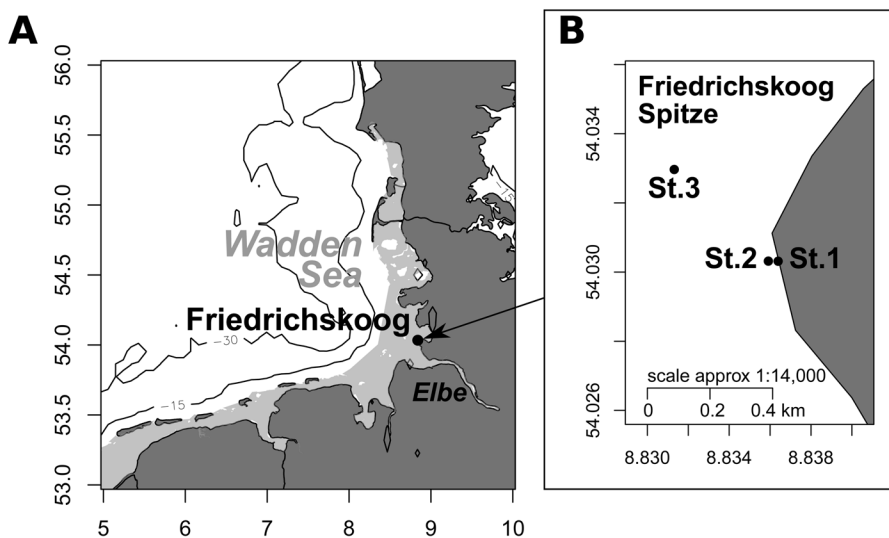 A
56.0
55.5
55.0
54.5
54.0
53.5
53.0
5
6
7
8
9
10
Wadden
Sea
Friedrichskoog
Elbe
−30
−15
−15
B
Friedrichskoog
Spitze
St.3
St.2
St.1
scale approx 1:14,000
0
0.2
0.4 km
54.034
54.030
54.026
8.830
8.834
8.838